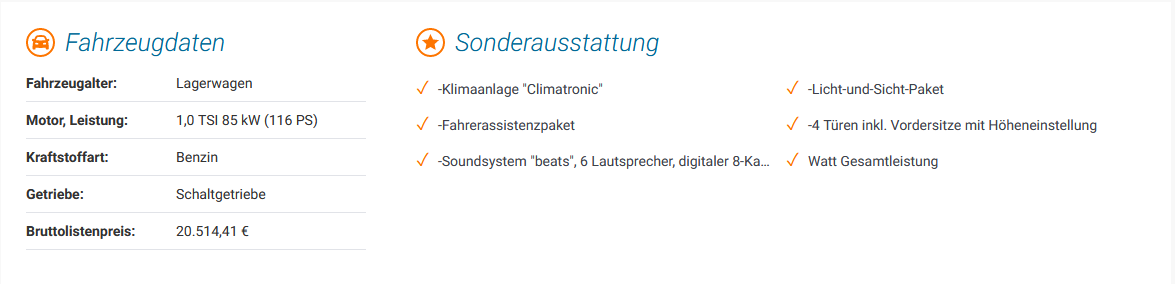 Fahrzeugdaten
Fahrzeugalter: Lagerwagen
Motor, Leistung: 1,0 TSI 85 kW (116 PS)
Kraftstoffart: Benzin
Getriebe: Schaltgetriebe
Bruttolistenpreis: 20.514,41 €
Sonderausstattung
-Klimaanlage "Climatronic"
-Licht-und-Sicht-Paket
-Fahrerassistenzpaket
-4 Türen inkl. Vordersitze mit Höheneinstellung
-Soundsystem "beats", 6 Lautsprecher, digitaler 8-Ka...
Watt Gesamtleistung